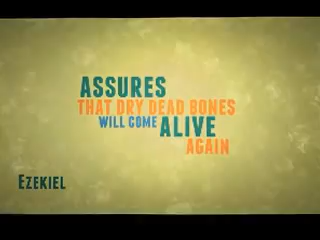 ASSURES
THAT DRY DEAD BONES
WILL COME ALIVE
AGAIN
EZEKIEL